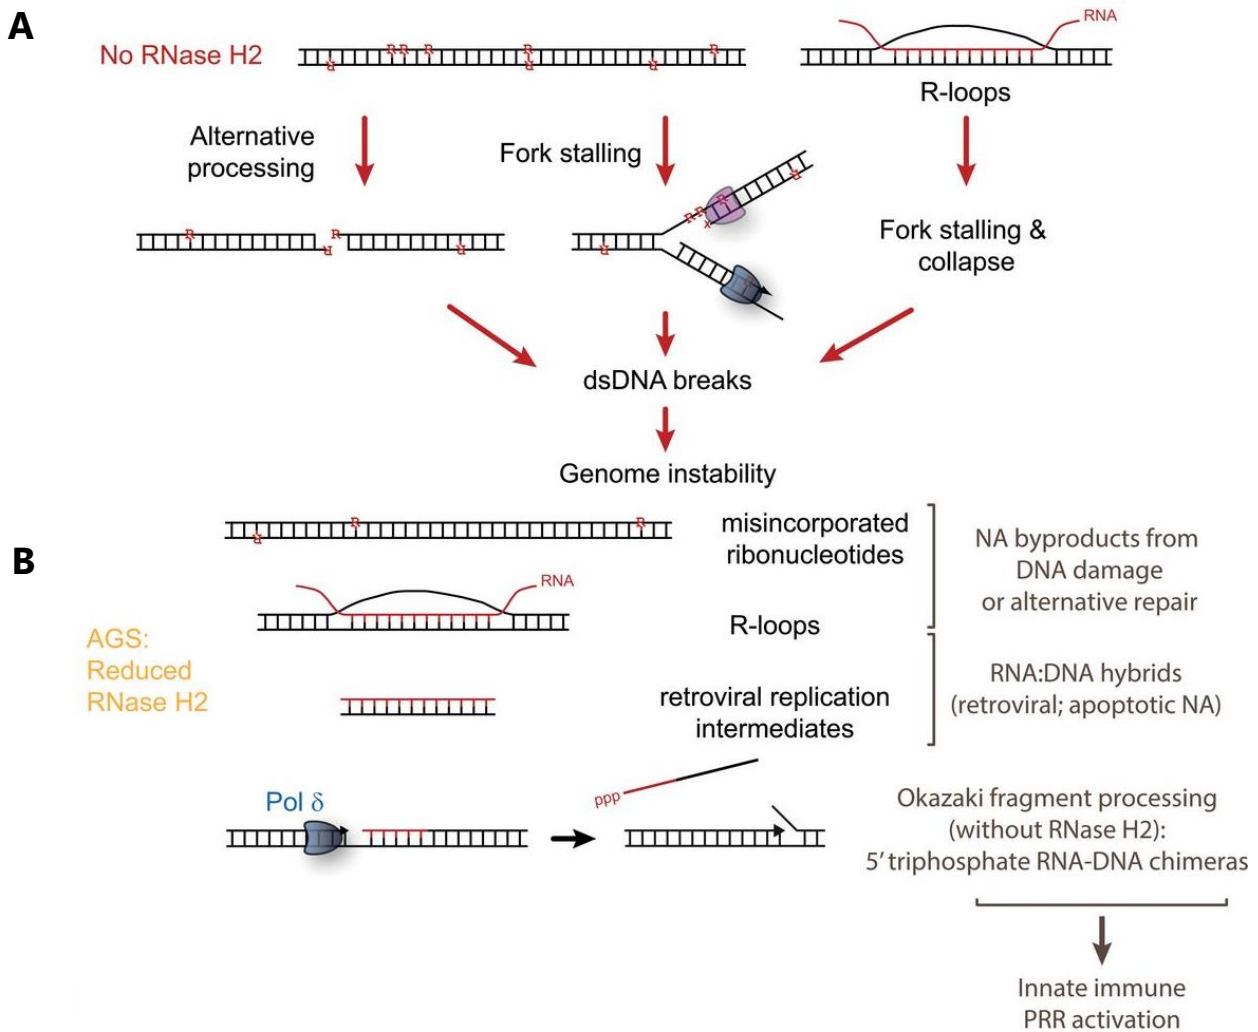 A
No RNase H2
R R R R R
R R R
RNA
R-loops
Alternative
processing
Fork stalling
R R
R R
R
R R R
x
R
Fork stalling &
collapse
dsDNA breaks
Genome instability
B
R R
R
misincorporated
ribonucleotides
NA byproducts from
DNA damage
or alternative repair
RNA
R-loops
AGS:
Reduced
RNase H2
RNA:DNA hybrids
(retroviral; apoptotic NA)
retroviral replication
intermediates
Pol δ
ppp
Okazaki fragment processing
(without RNase H2):
5’ triphosphate RNA-DNA chimeras
Innate immune
PRR activation